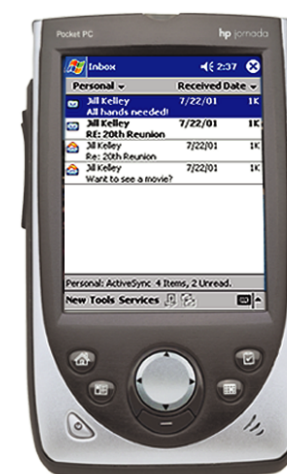 Pocket PC hp jornada
Inbox 2:37
Personal Received Date
Jill Kelley 7/22/01 1K
All hands needed!
Jill Kelley 7/22/01 1K
RE: 20th Reunion
Jill Kelley 7/22/01 1K
Re: 20th Reunion
Jill Kelley 7/22/01 1K
Want to see a movie?
Personal: ActiveSync 4 Items, 2 Unread.
New Tools Services